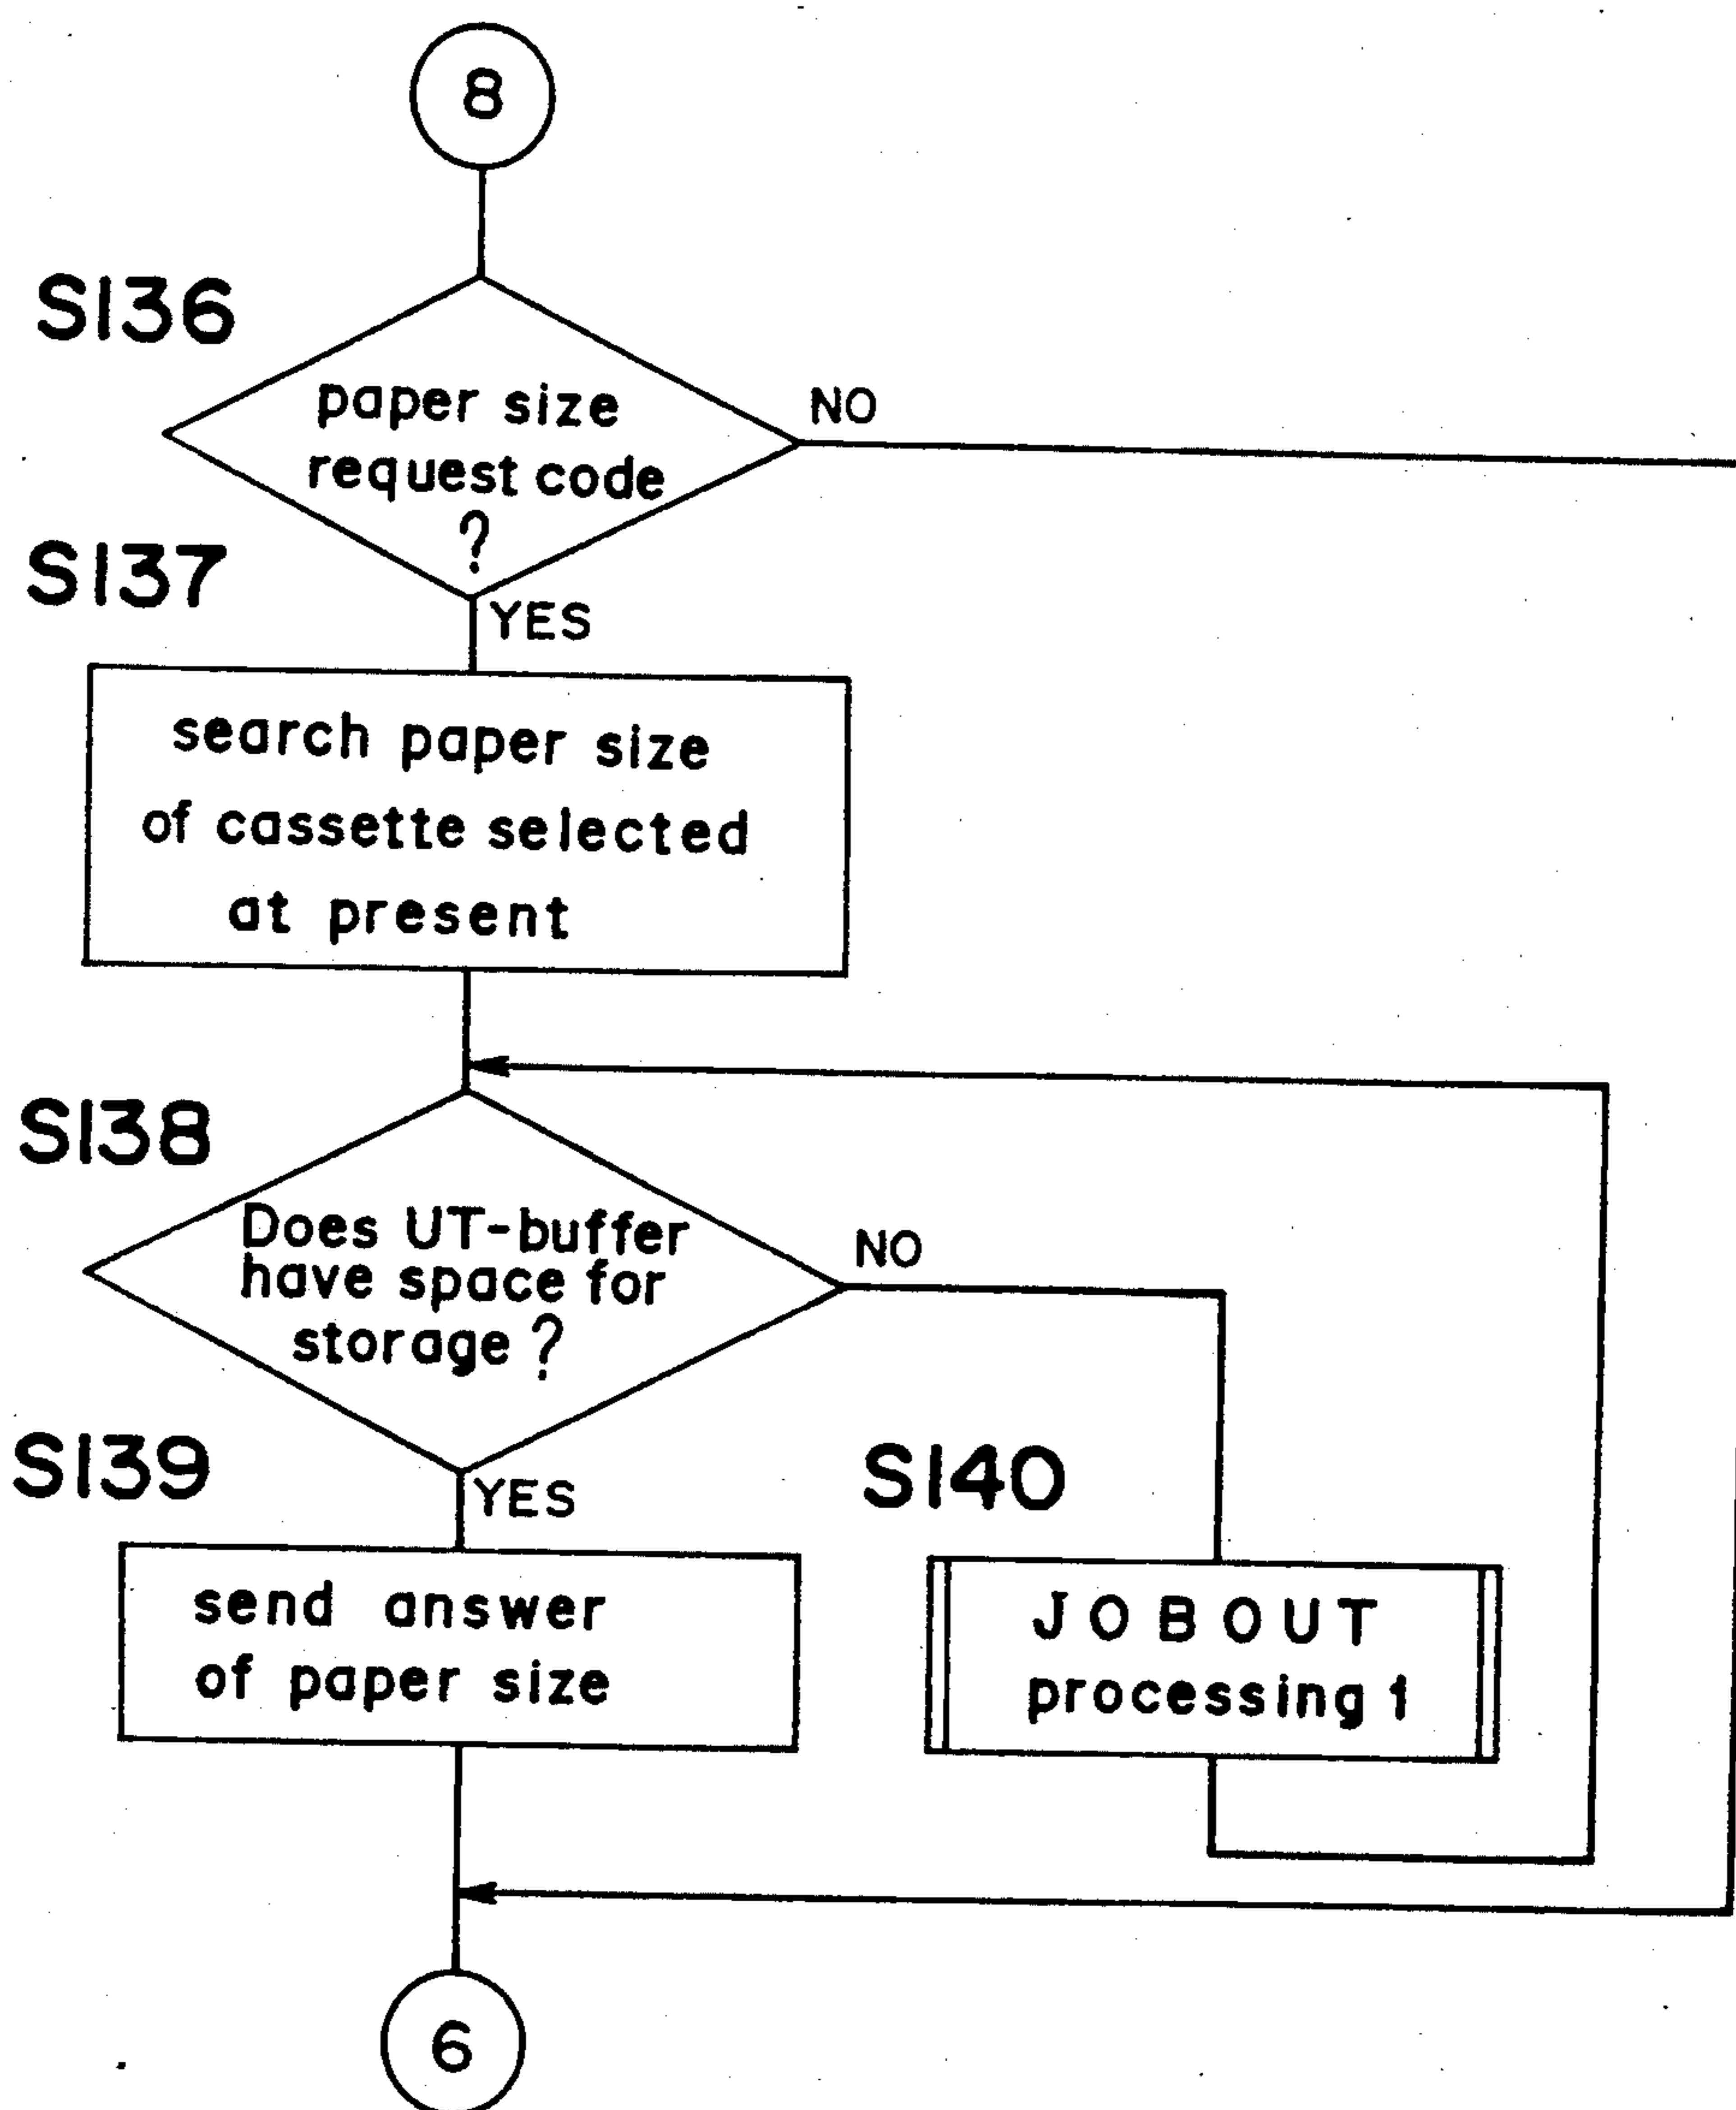 8
S136
paper size
request code
?
NO
S137
YES
search paper size
of cassette selected
at present
S138
Does UT-buffer
have space for
storage ?
NO
S139
YES
send answer
of paper size
S140
JOBOUT
processing 1
6